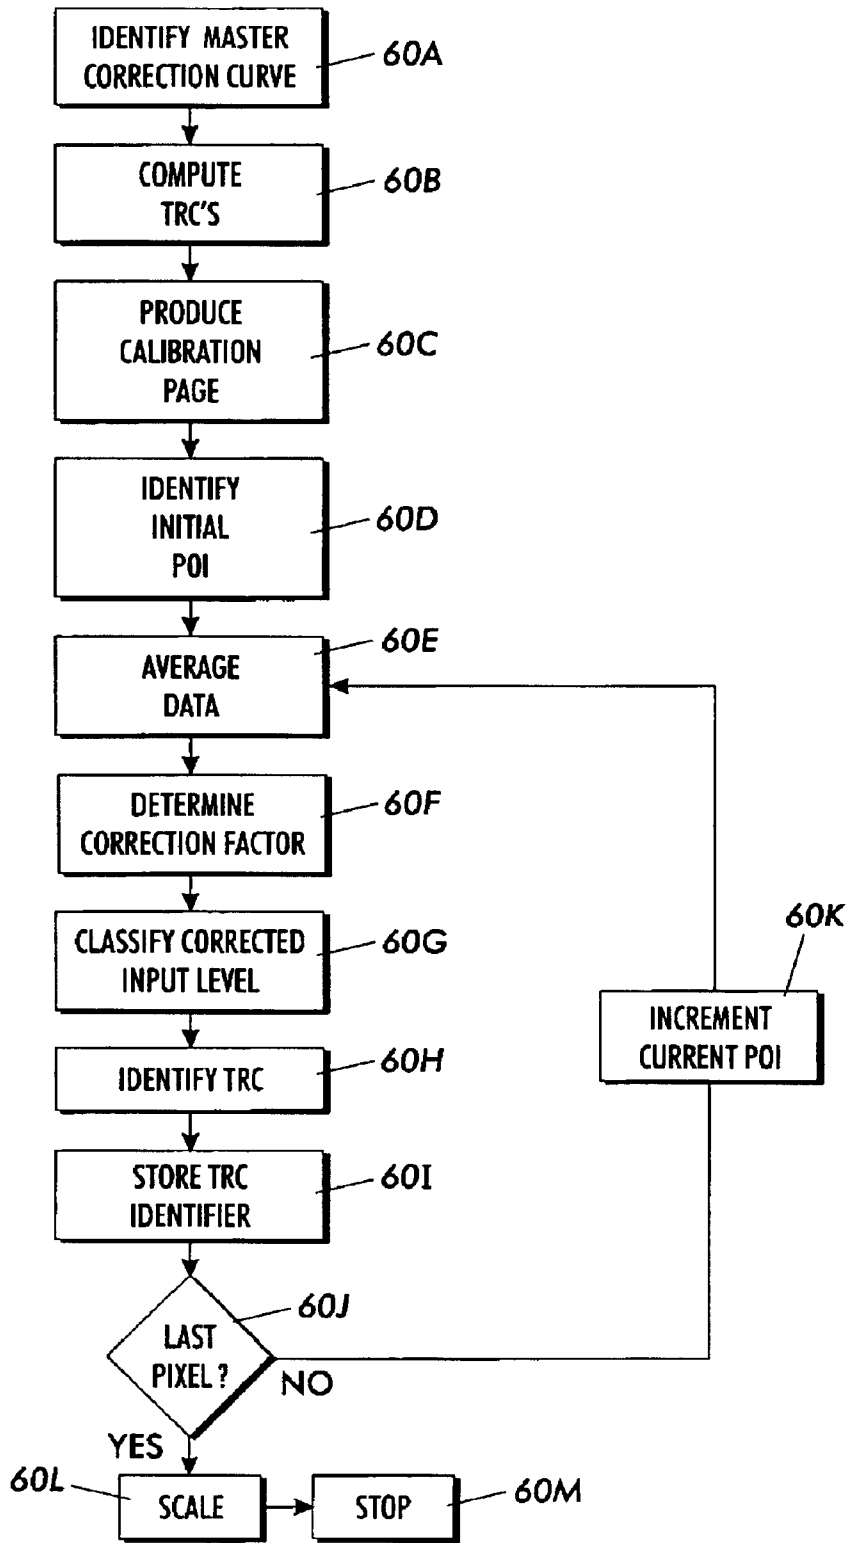 IDENTIFY MASTER
CORRECTION CURVE
60A
COMPUTE
TRC'S
60B
PRODUCE
CALIBRATION
PAGE
60C
IDENTIFY
INITIAL
POI
60D
AVERAGE
DATA
60E
DETERMINE
CORRECTION FACTOR
60F
CLASSIFY CORRECTED
INPUT LEVEL
60G
INCREMENT
CURRENT POI
60K
IDENTIFY TRC
60H
STORE TRC
IDENTIFIER
60I
LAST
PIXEL?
60J
NO
YES
60L
SCALE
STOP
60M